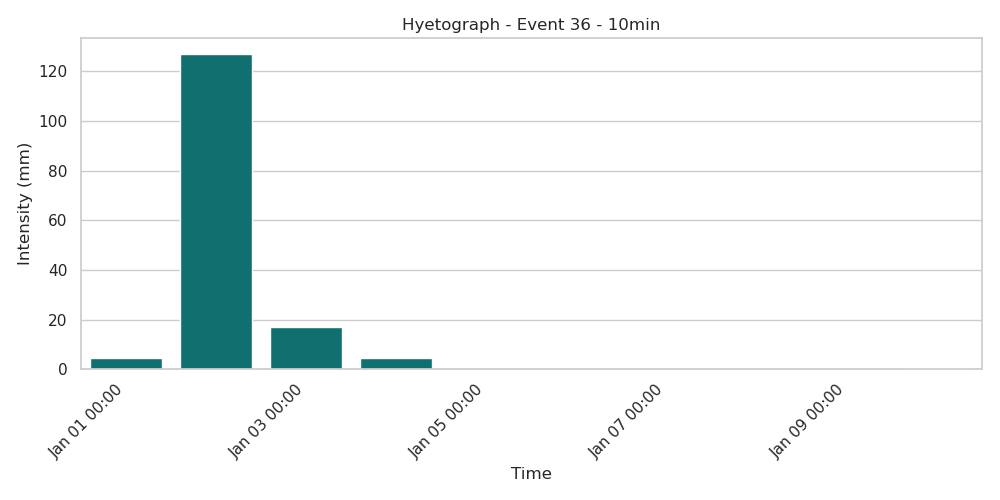 Hyetograph - Event 36 - 10min
Intensity (mm)
120
100
80
60
40
20
0
Jan 01 00:00
Jan 03 00:00
Jan 05 00:00
Jan 07 00:00
Jan 09 00:00
Time